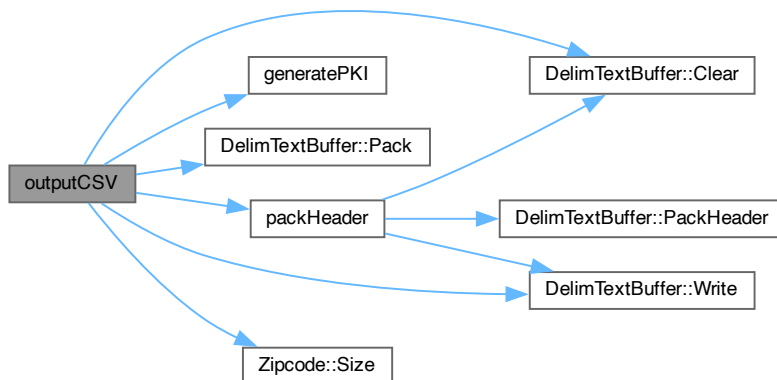 generatePKI
DelimTextBuffer::Clear
DelimTextBuffer::Pack
outputCSV
packHeader
DelimTextBuffer::PackHeader
DelimTextBuffer::Write
Zipcode::Size